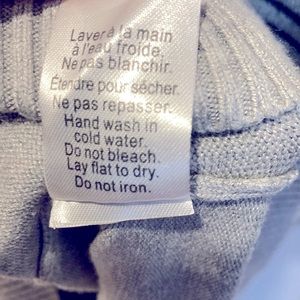 Laver à la main
à l'eau froide.
Ne pas blanchir.
Étendre pour sécher.
Ne pas repasser.
Hand wash in
cold water.
Do not bleach.
Lay flat to dry.
Do not iron.